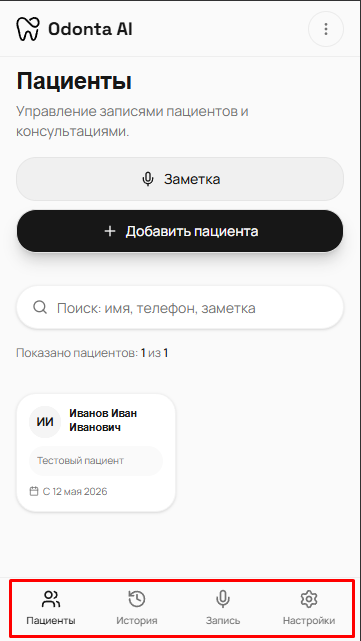 Odonta AI
Пациенты
Управление записями пациентов и
консультациями.
Заметка
Добавить пациента
Поиск: имя, телефон, заметка
Показано пациентов: 1 из 1
ИИ
Иванов Иван
Иванович
Тестовый пациент
С 12 мая 2026
Пациенты
История
Запись
Настройки